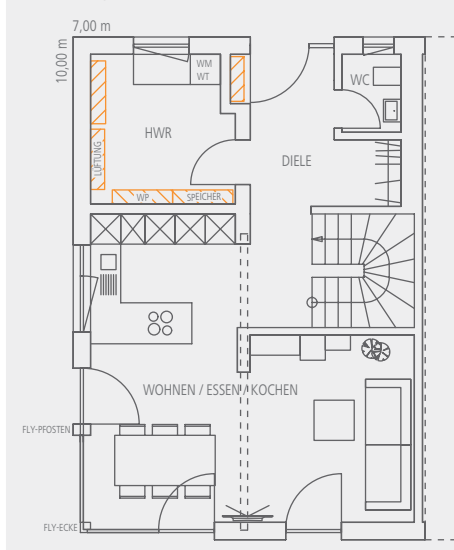 7,00 m
10,00 m
WM
WT
WC
HWR
DIELE
LÜFTUNG
WP
SPEICHER
WOHNEN / ESSEN / KOCHEN
FLY-PFOSTEN
FLY-ECKE